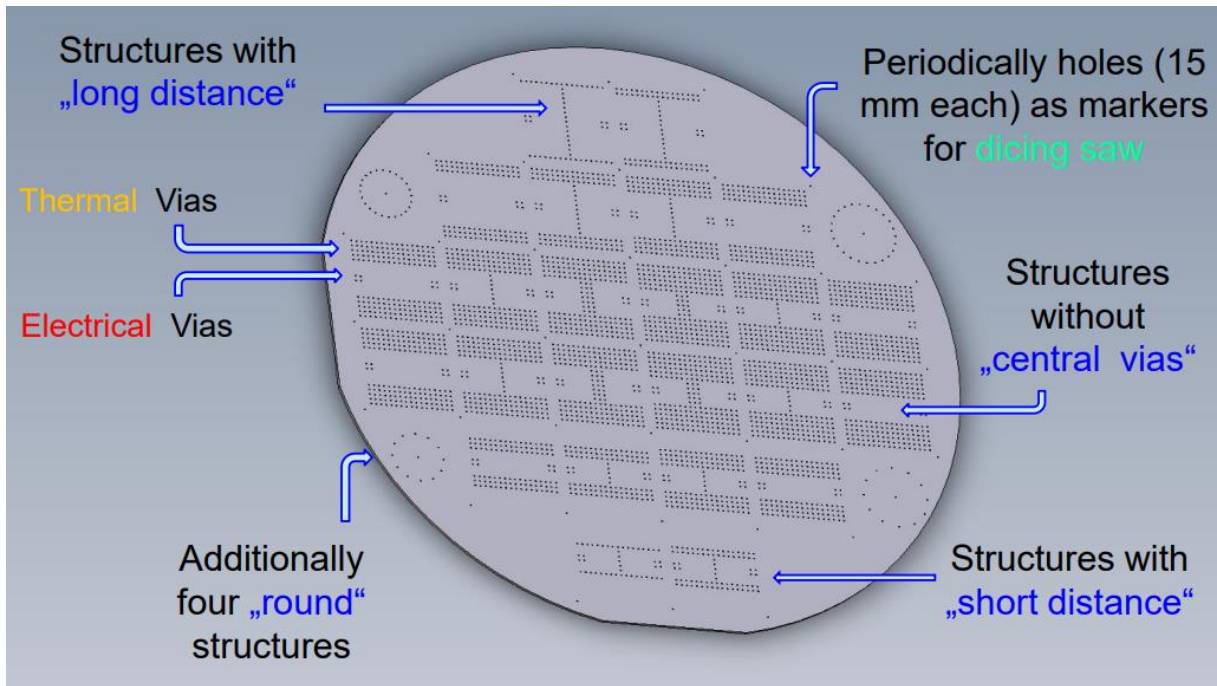 Structures with
„long distance“
Periodically holes (15
mm each) as markers
for dicing saw
Thermal Vias
Electrical Vias
Structures
without
„central vias“
Additionally
four „round“
structures
Structures with
„short distance“